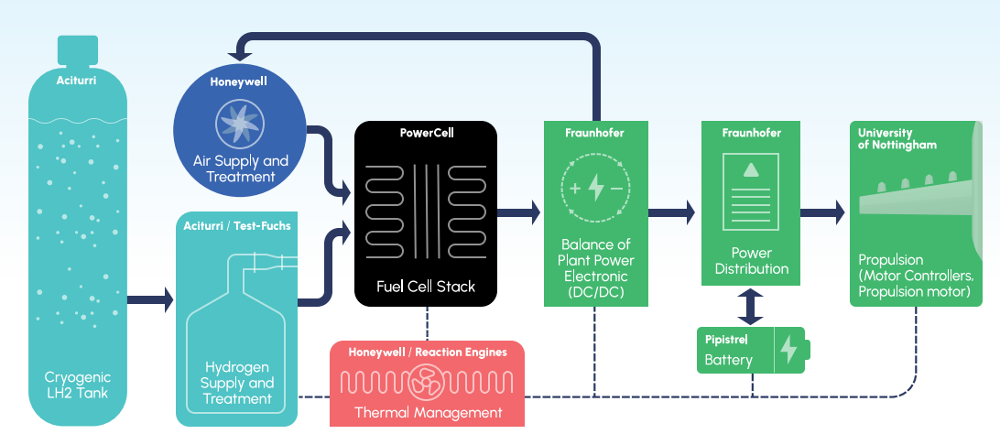 Aciturri
Cryogenic
LH2 Tank
Honeywell
Air Supply and
Treatment
Aciturri / Test-Fuchs
Hydrogen
Supply and
Treatment
PowerCell
Fuel Cell Stack
Honeywell / Reaction Engines
Thermal Management
Fraunhofer
Balance of
Plant Power
Electronic
(DC/DC)
Fraunhofer
Power
Distribution
Pipistrel
Battery
University
of Nottingham
Propulsion
(Motor Controllers,
Propulsion motor)